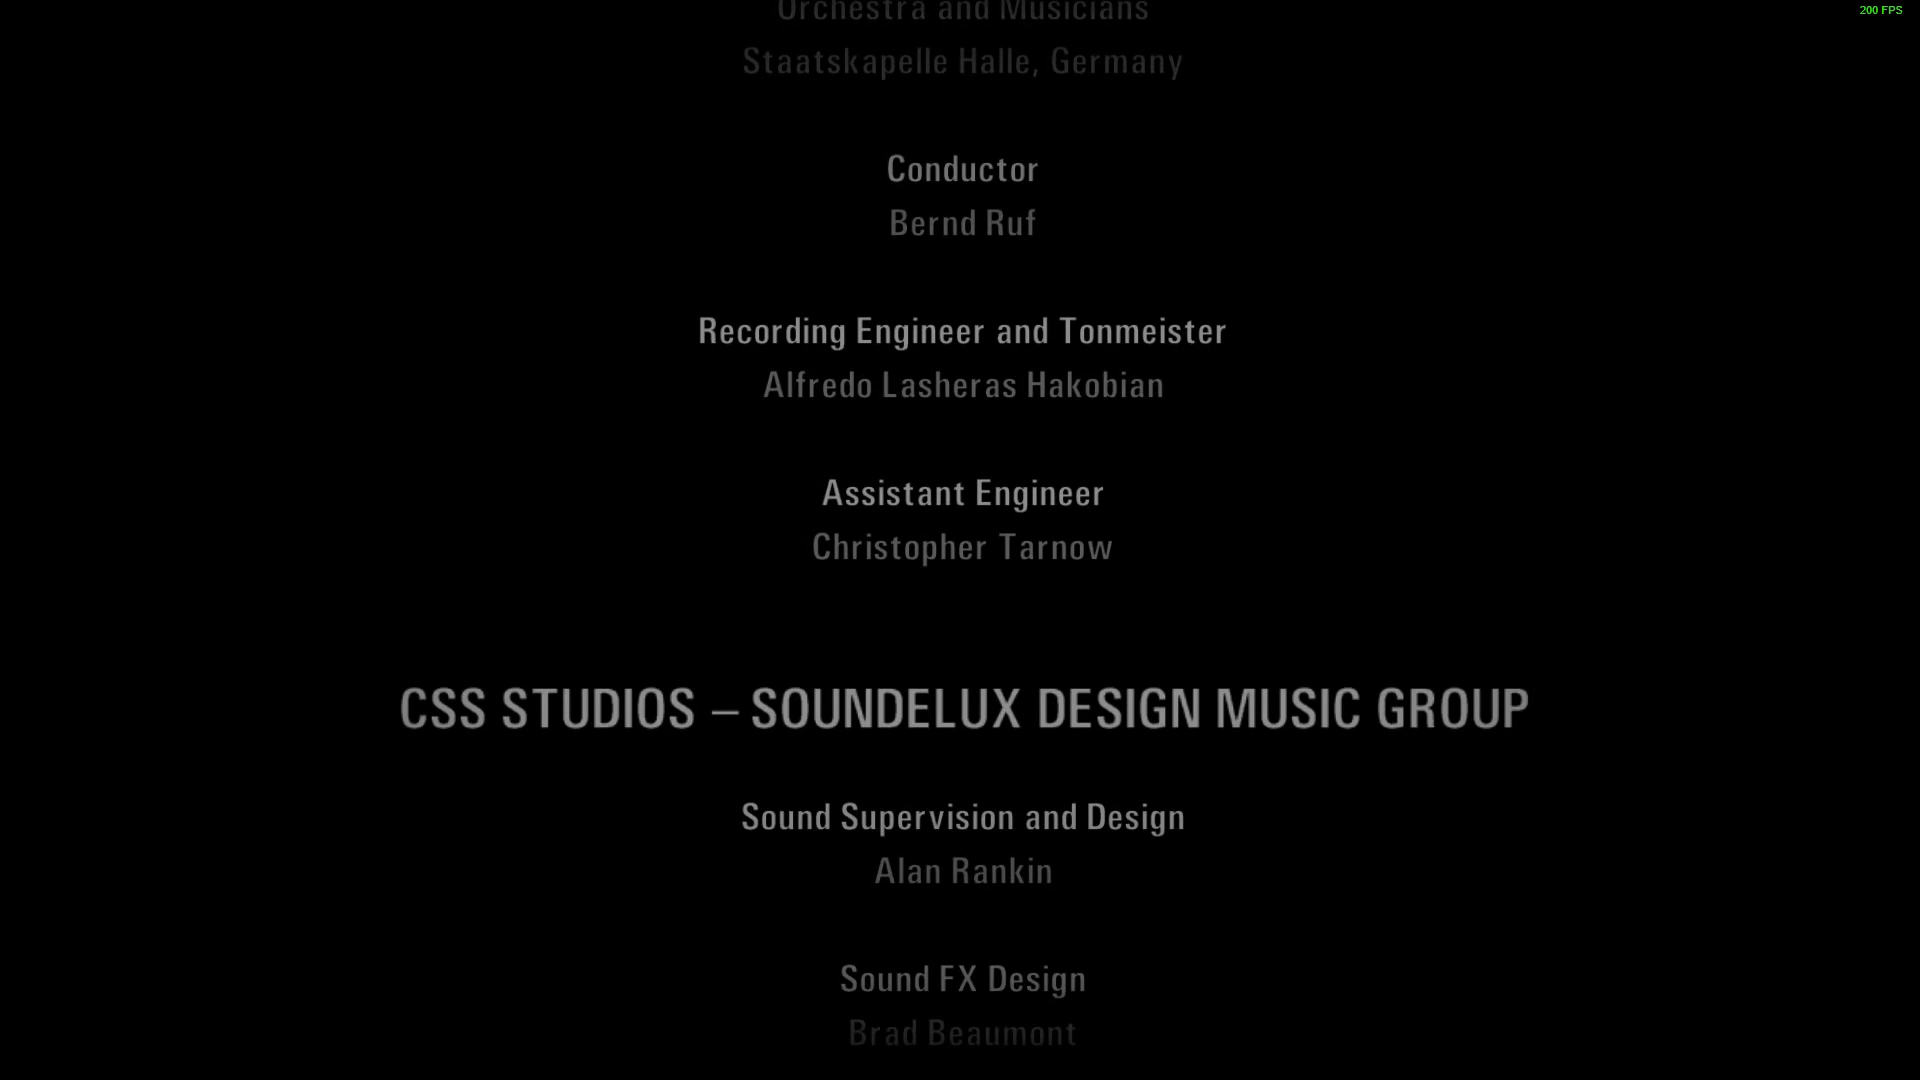 200 FPS
Orchestra and Musicians
Staatskapelle Halle, Germany
Conductor
Bernd Ruf
Recording Engineer and Tonmeister
Alfredo Lasheras Hakobian
Assistant Engineer
Christopher Tarnow
CSS STUDIOS – SOUNDELUX DESIGN MUSIC GROUP
Sound Supervision and Design
Alan Rankin
Sound FX Design
Brad Beaumont